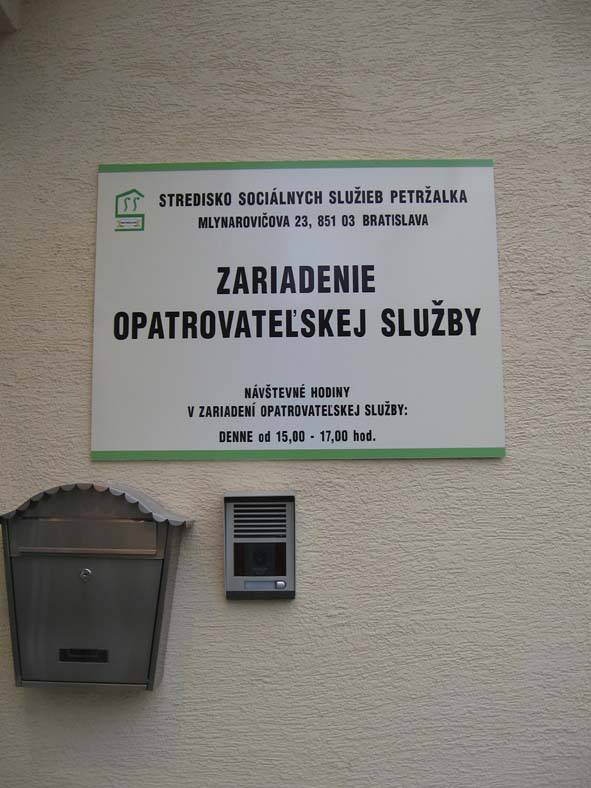 STREDISKO SOCIÁLNYCH SLUŽIEB PETRŽALKA
MLYNAROVIČOVA 23, 851 03 BRATISLAVA
ZARIADENIE
OPATROVATEĽSKEJ SLUŽBY
NÁVŠTEVNÉ HODINY
V ZARIADENÍ OPATROVATEĽSKEJ SLUŽBY:
DENNE od 15,00 - 17,00 hod.